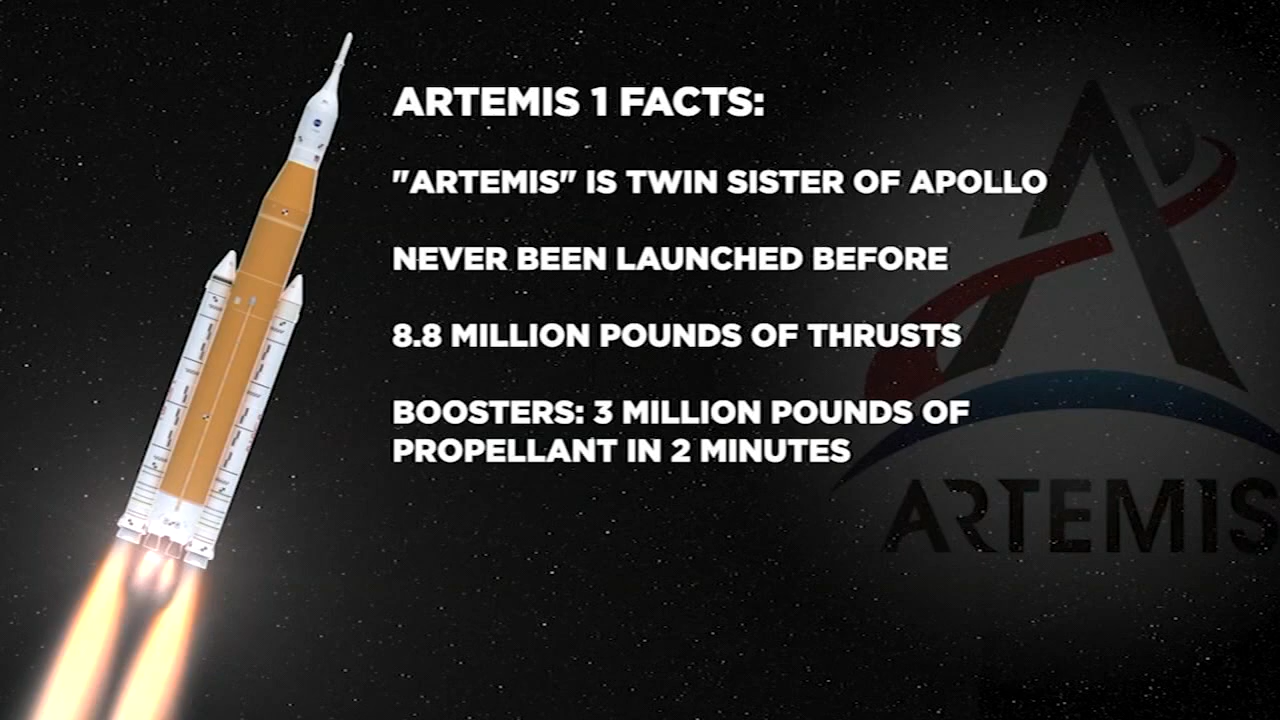 ARTEMIS 1 FACTS:
"ARTEMIS" IS TWIN SISTER OF APOLLO
NEVER BEEN LAUNCHED BEFORE
8.8 MILLION POUNDS OF THRUSTS
BOOSTERS: 3 MILLION POUNDS OF
PROPELLANT IN 2 MINUTES
ARTEMIS